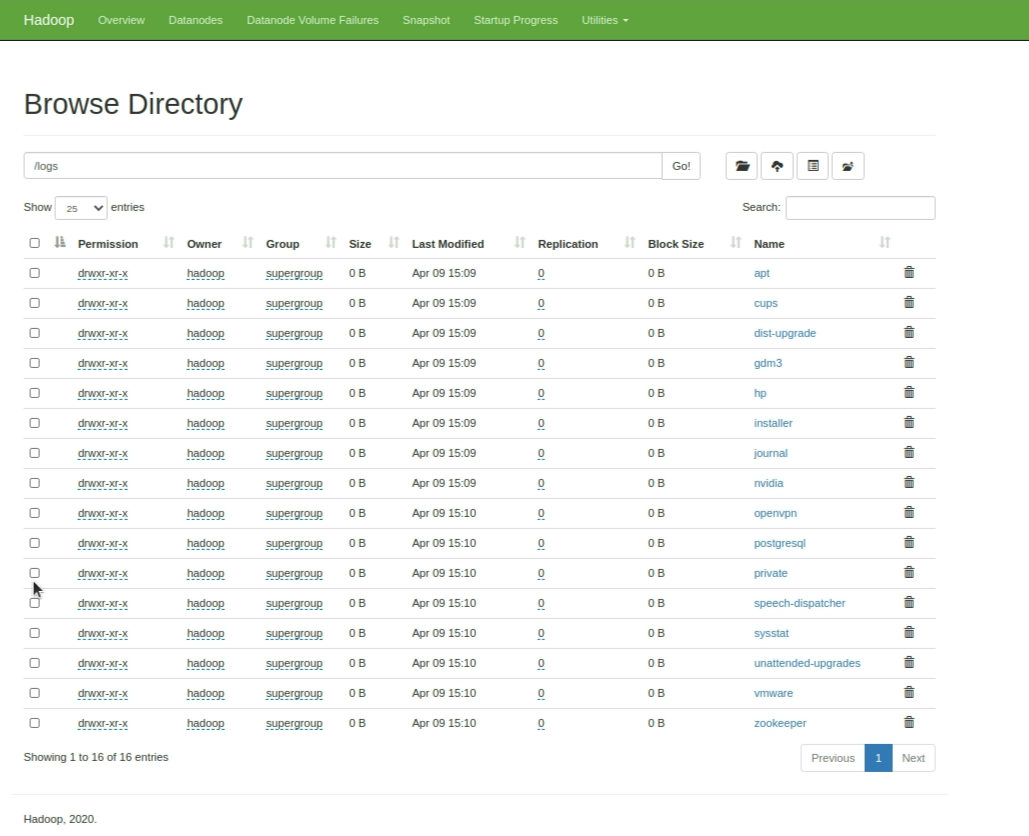 Hadoop Overview Datanodes Datanode Volume Failures Snapshot Startup Progress Utilities
Browse Directory
/logs Go!
Show 25 entries Search:
Permission Owner Group Size Last Modified Replication Block Size Name
drwxr-xr-x hadoop supergroup 0 B Apr 09 15:09 0 0 B apt
drwxr-xr-x hadoop supergroup 0 B Apr 09 15:09 0 0 B cups
drwxr-xr-x hadoop supergroup 0 B Apr 09 15:09 0 0 B dist-upgrade
drwxr-xr-x hadoop supergroup 0 B Apr 09 15:09 0 0 B gdm3
drwxr-xr-x hadoop supergroup 0 B Apr 09 15:09 0 0 B hp
drwxr-xr-x hadoop supergroup 0 B Apr 09 15:09 0 0 B installer
drwxr-xr-x hadoop supergroup 0 B Apr 09 15:09 0 0 B journal
drwxr-xr-x hadoop supergroup 0 B Apr 09 15:09 0 0 B nvidia
drwxr-xr-x hadoop supergroup 0 B Apr 09 15:10 0 0 B openvpn
drwxr-xr-x hadoop supergroup 0 B Apr 09 15:10 0 0 B postgresql
drwxr-xr-x hadoop supergroup 0 B Apr 09 15:10 0 0 B private
drwxr-xr-x hadoop supergroup 0 B Apr 09 15:10 0 0 B speech-dispatcher
drwxr-xr-x hadoop supergroup 0 B Apr 09 15:10 0 0 B sysstat
drwxr-xr-x hadoop supergroup 0 B Apr 09 15:10 0 0 B unattended-upgrades
drwxr-xr-x hadoop supergroup 0 B Apr 09 15:10 0 0 B vmware
drwxr-xr-x hadoop supergroup 0 B Apr 09 15:10 0 0 B zookeeper
Showing 1 to 16 of 16 entries Previous 1 Next
Hadoop, 2020.